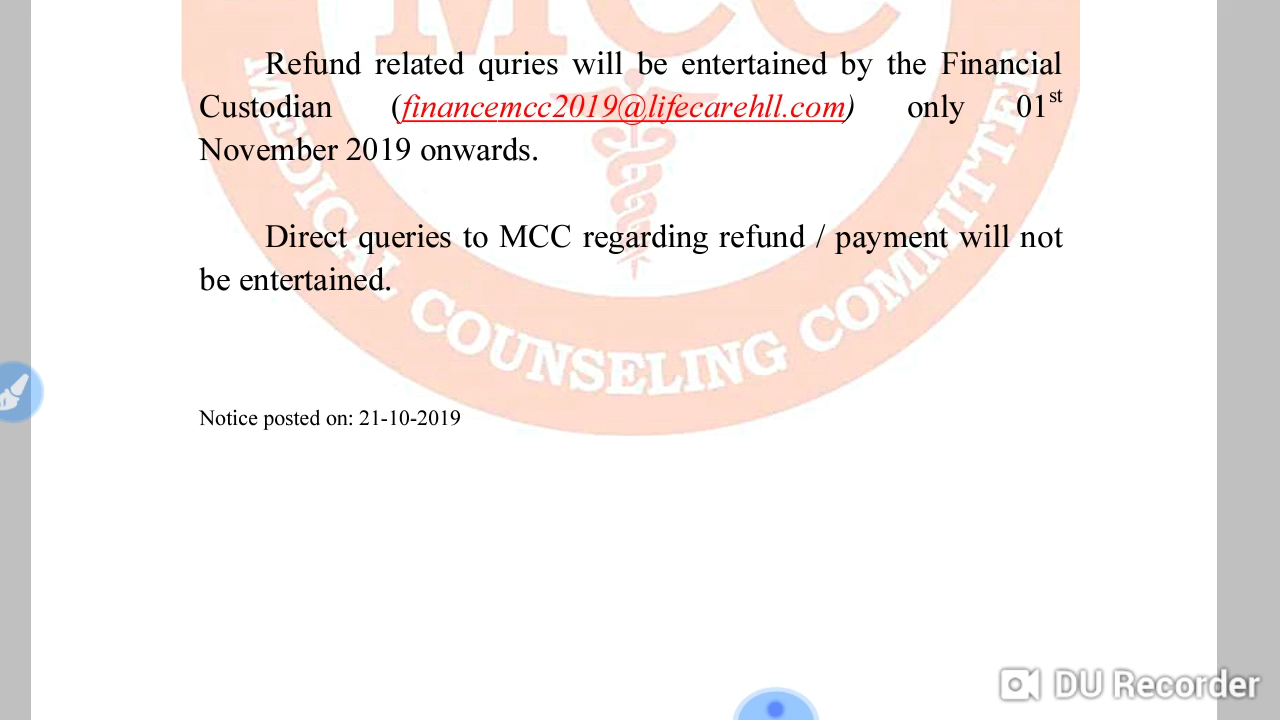 MCC
Refund related quries will be entertained by the Financial
Custodian (financemcc2019@lifecarehll.com) only 01st
November 2019 onwards.
Direct queries to MCC regarding refund / payment will not
be entertained.
MEDICAL COUNSELING COMMITTEE
Notice posted on: 21-10-2019
DU Recorder